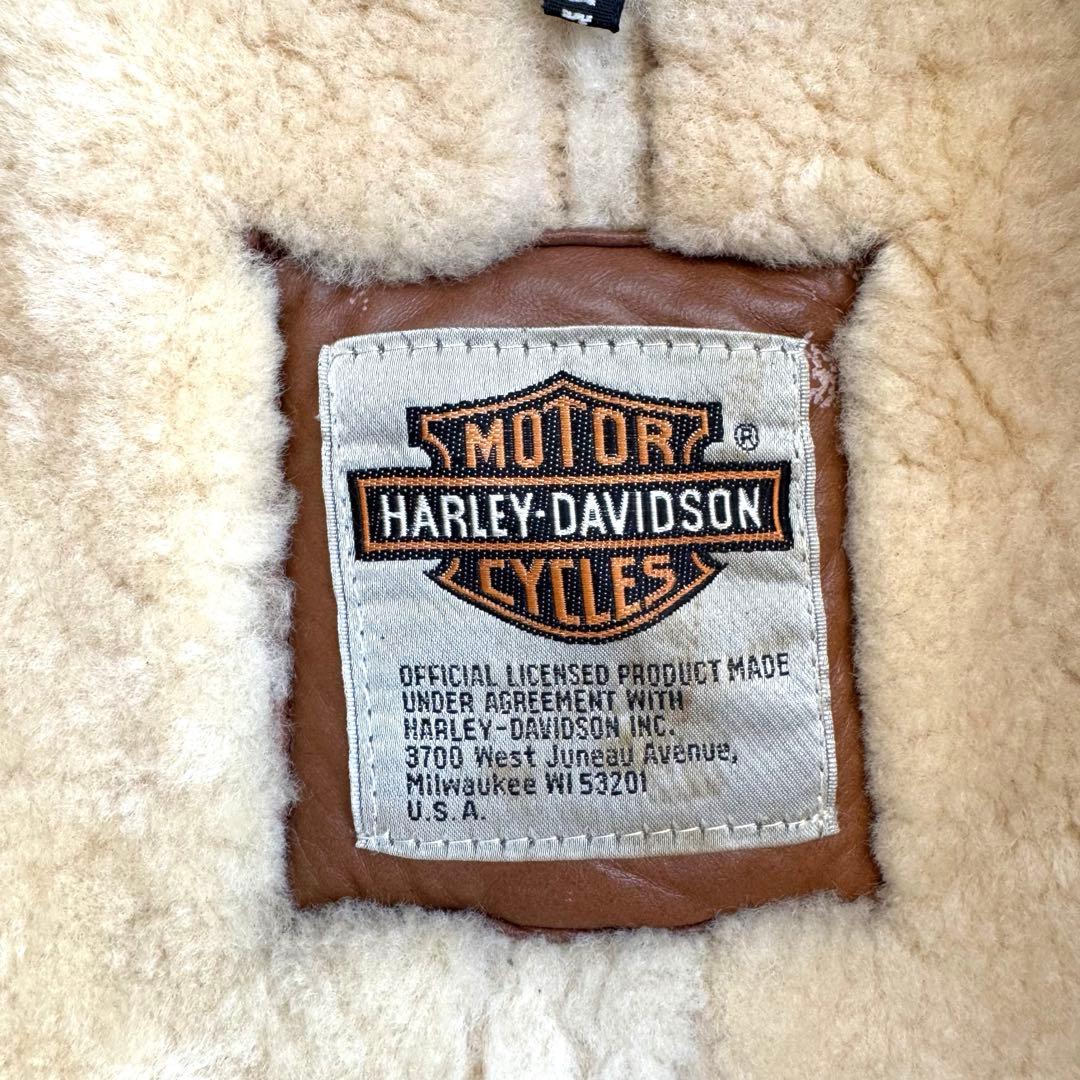 MOTOR
®
HARLEY-DAVIDSON
CYCLES
OFFICIAL LICENSED PRODUCT MADE
UNDER AGREEMENT WITH
HARLEY-DAVIDSON INC.
3700 West Juneau Avenue,
Milwaukee WI 53201
U.S.A.